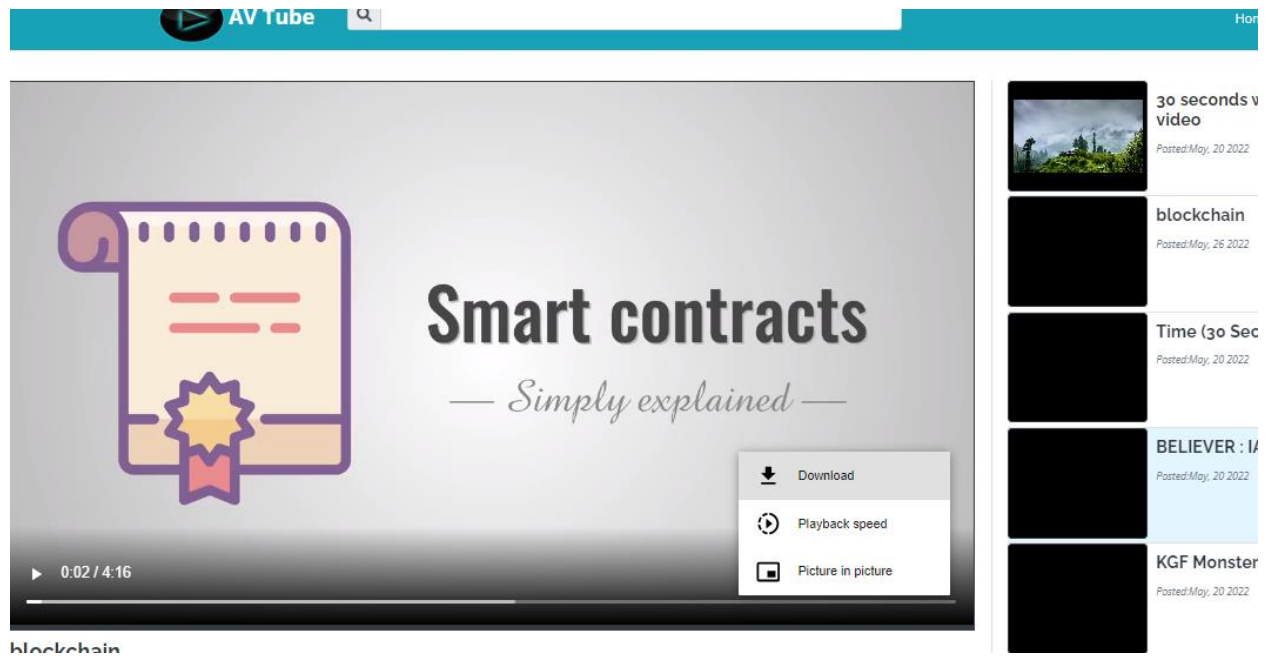 AV Tube
Hom
Smart contracts
Simply explained
Download
Playback speed
Picture in picture
0:02 / 4:16
blockchain
30 seconds w
video
Posted:May, 20 2022
blockchain
Posted:May, 26 2022
Time (30 Sec
Posted:May, 20 2022
BELIEVER : IA
Posted:May, 20 2022
KGF Monster
Posted:May, 20 2022